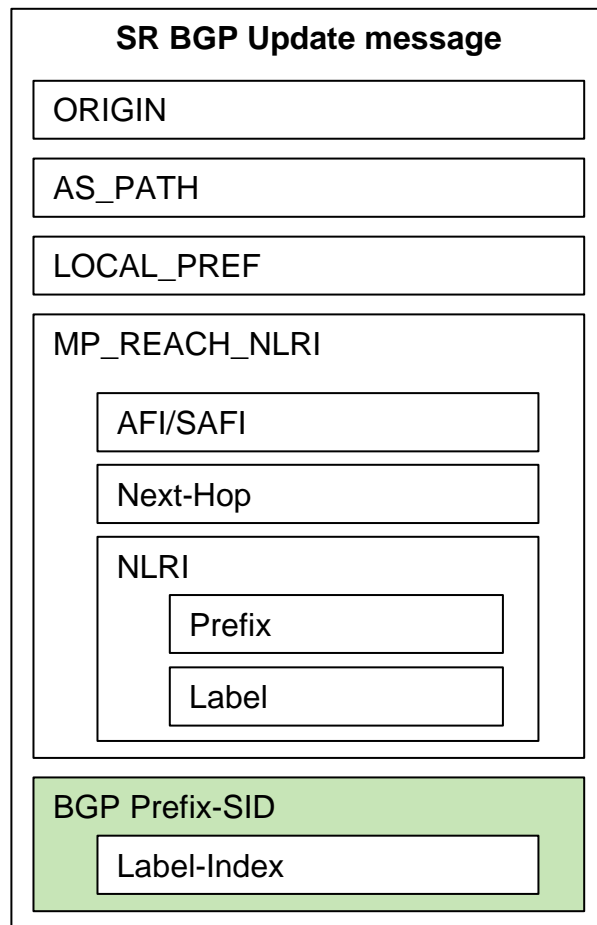 SR BGP Update message
ORIGIN
AS_PATH
LOCAL_PREF
MP_REACH_NLRI
AFI/SAFI
Next-Hop
NLRI
Prefix
Label
BGP Prefix-SID
Label-Index